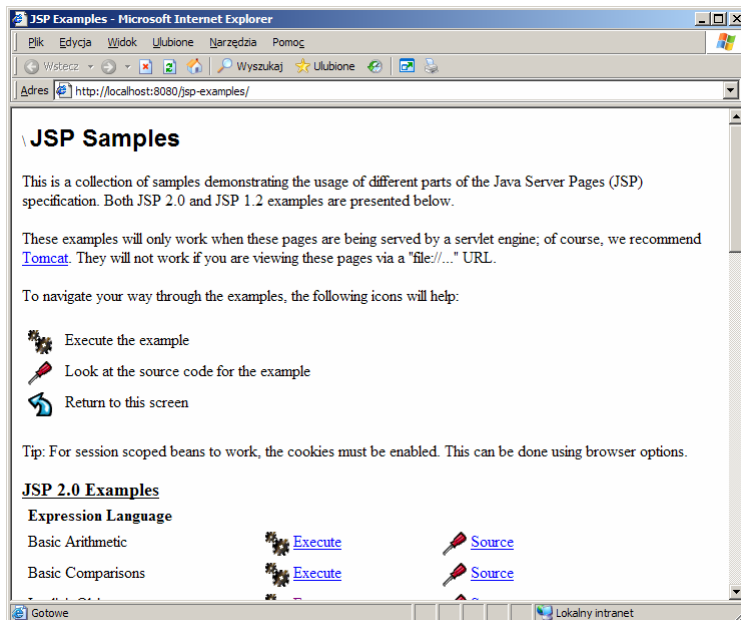 JSP Examples - Microsoft Internet Explorer
Plik Edycja Widok Ulubione Narzędzia Pomoc
Wstecz Wyszukaj Ulubione
Adres http://localhost:8080/jsp-examples/
\ JSP Samples
This is a collection of samples demonstrating the usage of different parts of the Java Server Pages (JSP)
specification. Both JSP 2.0 and JSP 1.2 examples are presented below.
These examples will only work when these pages are being served by a servlet engine; of course, we recommend
Tomcat. They will not work if you are viewing these pages via a "file://..." URL.
To navigate your way through the examples, the following icons will help:
Execute the example
Look at the source code for the example
Return to this screen
Tip: For session scoped beans to work, the cookies must be enabled. This can be done using browser options.
JSP 2.0 Examples
Expression Language
Basic Arithmetic Execute Source
Basic Comparisons Execute Source
Gotowe Lokalny intranet